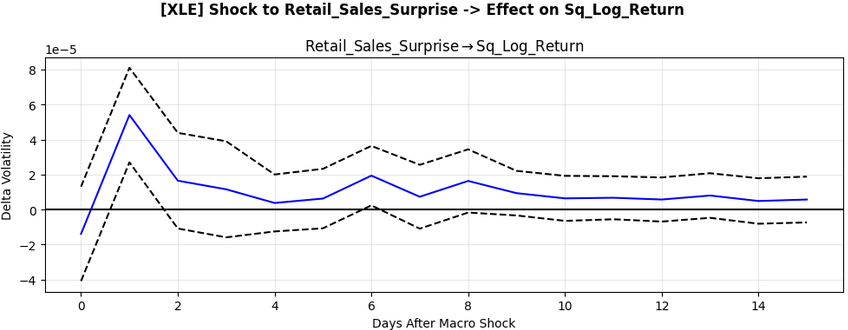 [XLE] Shock to Retail_Sales_Surprise -> Effect on Sq_Log_Return
Retail_Sales_Surprise→Sq_Log_Return
1e−5
8
6
4
2
0
−2
−4
Delta Volatility
0 2 4 6 8 10 12 14
Days After Macro Shock